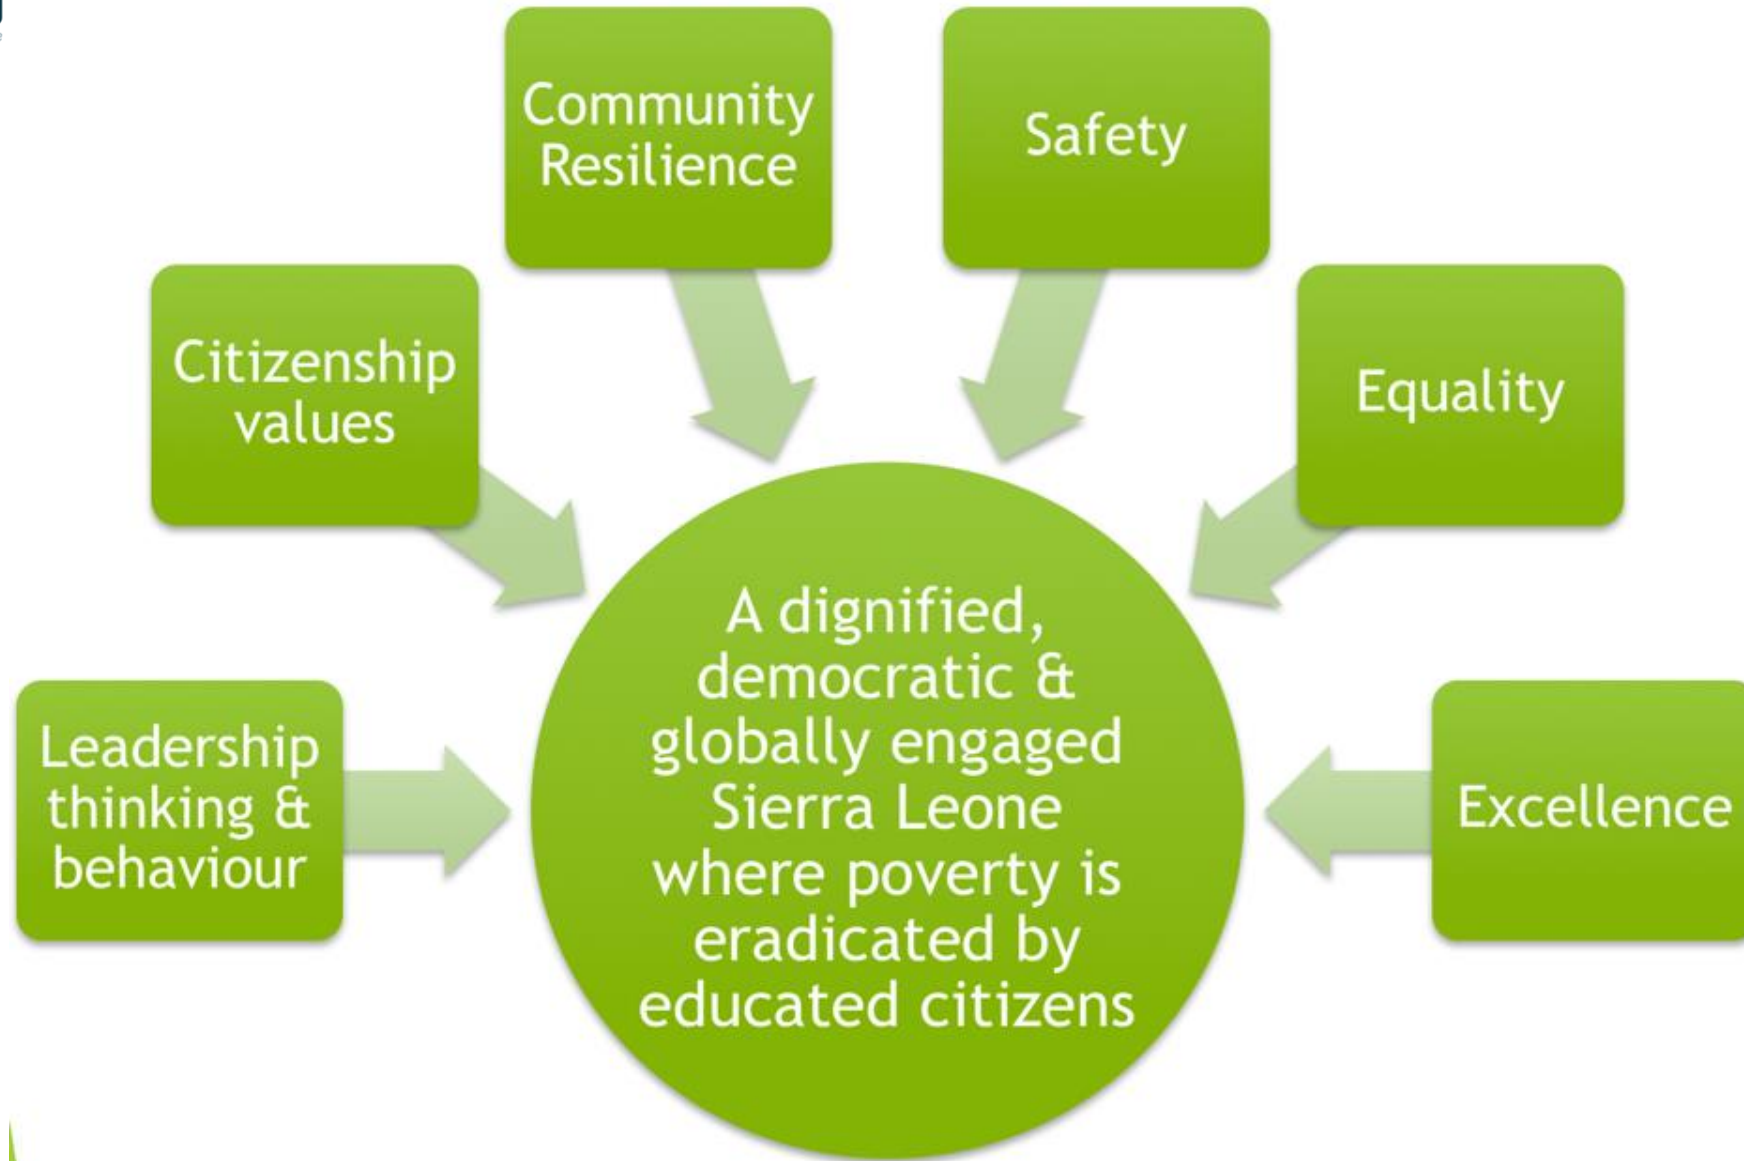 Community
Resilience
Safety
Citizenship
values
Equality
Leadership
thinking &
behaviour
Excellence
A dignified,
democratic &
globally engaged
Sierra Leone
where poverty is
eradicated by
educated citizens